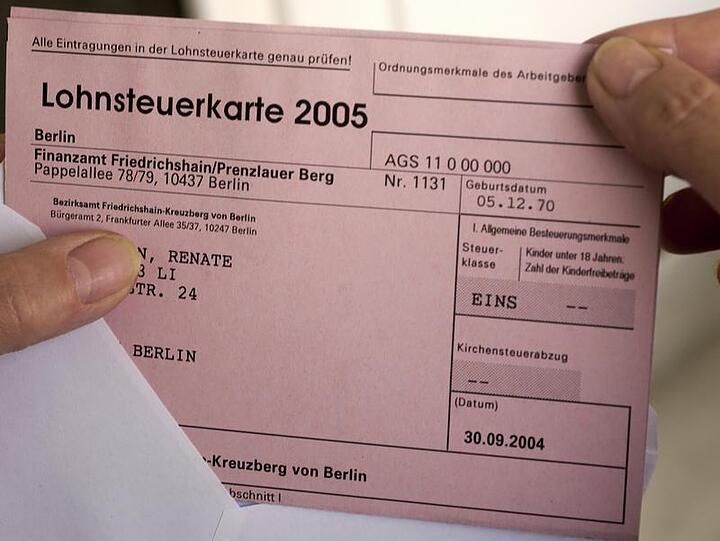 Alle Eintragungen in der Lohnsteuerkarte genau prüfen!
Ordnungsmerkmale des Arbeitgeber
Lohnsteuerkarte 2005
Berlin
Finanzamt Friedrichshain/Prenzlauer Berg
Pappelallee 78/79, 10437 Berlin
AGS 11 0 00 000
Nr. 1131
Geburtsdatum
05.12.70
Bezirksamt Friedrichshain-Kreuzberg von Berlin
Bürgeramt 2, Frankfurter Allee 35/37, 10247 Berlin
N, RENATE
3 LI
STR. 24
BERLIN
I. Allgemeine Besteuerungsmerkmale
Steuer-
klasse
Kinder unter 18 Jahren:
Zahl der Kinderfreibeträge
EINS --
Kirchensteuerabzug
--
(Datum)
30.09.2004
-Kreuzberg von Berlin
bschnitt I